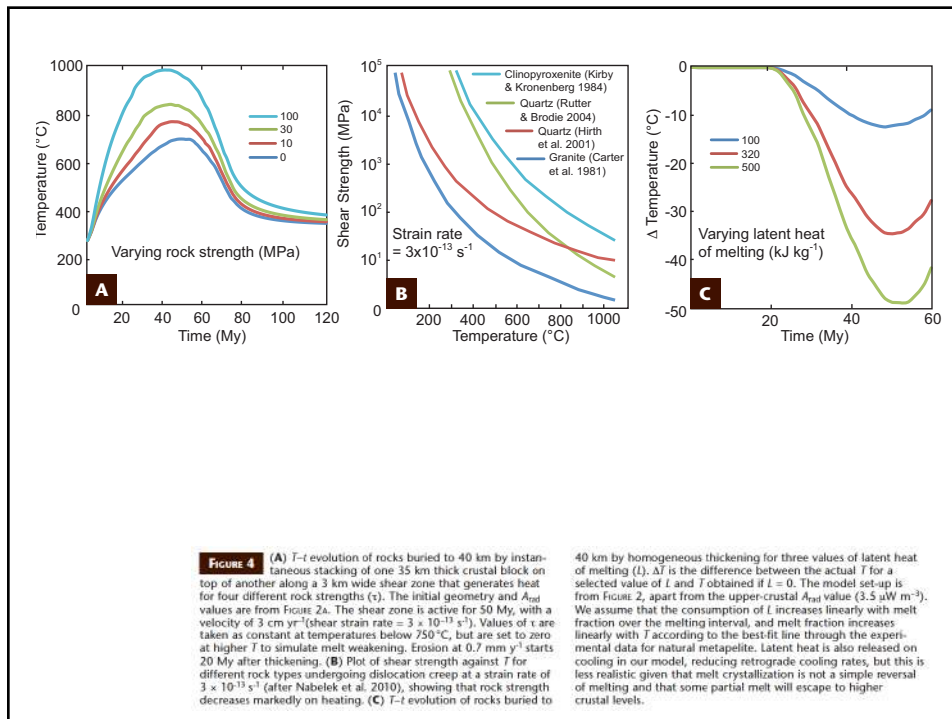 1000
800
600
400
200
0
Temperature (°C)
100
30
10
0
Varying rock strength (MPa)
A
20 40 60 80 100 120
Time (My)
10⁵
10⁴
10³
10²
10¹
0
Shear Strength (MPa)
Clinopyroxenite (Kirby
& Kronenberg 1984)
Quartz (Rutter
& Brodie 2004)
Quartz (Hirth
et al. 2001)
Granite (Carter
et al. 1981)
Strain rate
= 3x10⁻¹³ s⁻¹
B
200 400 600 800 1000
Temperature (°C)
0
-10
-20
-30
-40
-50
Δ Temperature (°C)
100
320
500
Varying latent heat
of melting (kJ kg⁻¹)
C
20 40 60
Time (My)
FIGURE 4 (A) T–t evolution of rocks buried to 40 km by instan-
taneous stacking of one 35 km thick crustal block on
top of another along a 3 km wide shear zone that generates heat
for four different rock strengths (τ). The initial geometry and Arad
values are from FIGURE 2A. The shear zone is active for 50 My, with a
velocity of 3 cm yr⁻¹(shear strain rate = 3 × 10⁻¹³ s⁻¹). Values of τ are
taken as constant at temperatures below 750 °C, but are set to zero
at higher T to simulate melt weakening. Erosion at 0.7 mm y⁻¹ starts
20 My after thickening. (B) Plot of shear strength against T for
different rock types undergoing dislocation creep at a strain rate of
3 × 10⁻¹³ s⁻¹ (after Nabelek et al. 2010), showing that rock strength
decreases markedly on heating. (C) T–t evolution of rocks buried to
40 km by homogeneous thickening for three values of latent heat
of melting (L). ΔT is the difference between the actual T for a
selected value of L and T obtained if L = 0. The model set-up is
from FIGURE 2, apart from the upper-crustal Arad value (3.5 μW m⁻³).
We assume that the consumption of L increases linearly with melt
fraction over the melting interval, and melt fraction increases
linearly with T according to the best-fit line through the experi-
mental data for natural metapelite. Latent heat is also released on
cooling in our model, reducing retrograde cooling rates, but this is
less realistic given that melt crystallization is not a simple reversal
of melting and that some partial melt will escape to higher
crustal levels.